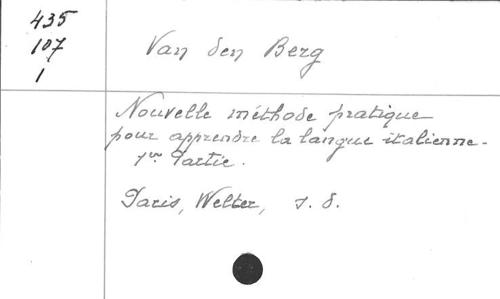 435
107
1
Van den Berg
Nouvelle méthode pratique
pour apprendre la langue italienne.
1re Partie.
Paris, Welter, s. d.